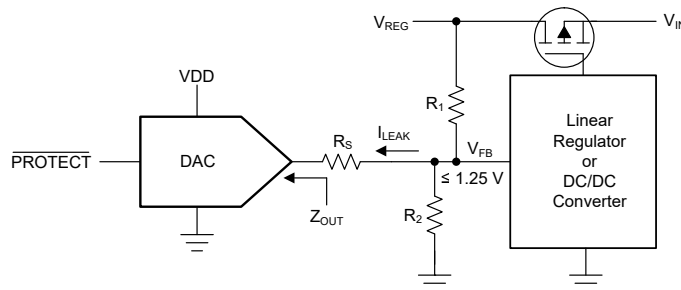 VREG
VIN
VDD
R1
Linear
Regulator
or
DC/DC
Converter
PROTECT
DAC
RS
ILEAK
VFB
≤ 1.25 V
ZOUT
R2